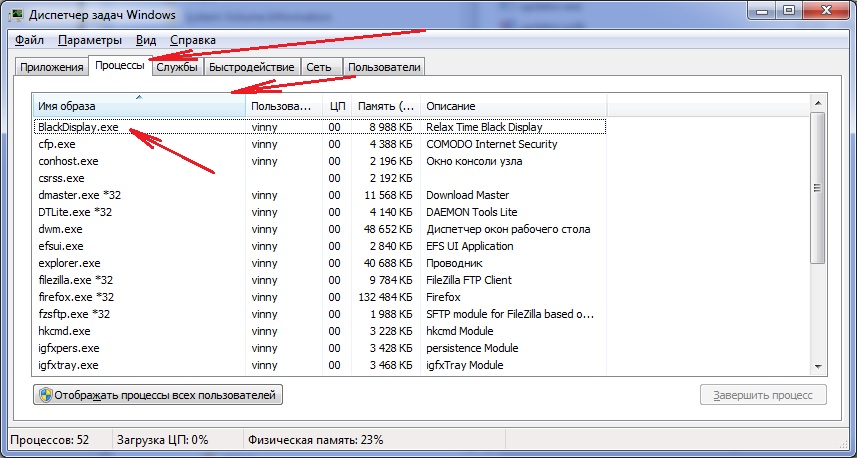 Диспетчер задач Windows
Файл Параметры Вид Справка
Приложения Процессы Службы Быстродействие Сеть Пользователи
Имя образа Пользова... ЦП Память (... Описание
BlackDisplay.exe vinny 00 8 988 КБ Relax Time Black Display
cfp.exe vinny 00 4 388 КБ COMODO Internet Security
conhost.exe vinny 00 2 196 КБ Окно консоли узла
csrss.exe 00 2 192 КБ
dmaster.exe *32 vinny 00 11 568 КБ Download Master
DTLite.exe *32 vinny 00 4 140 КБ DAEMON Tools Lite
dwm.exe vinny 00 48 652 КБ Диспетчер окон рабочего стола
efsui.exe vinny 00 2 840 КБ EFS UI Application
explorer.exe vinny 00 40 688 КБ Проводник
filezilla.exe *32 vinny 00 9 784 КБ FileZilla FTP Client
firefox.exe *32 vinny 00 132 484 КБ Firefox
fzsftp.exe *32 vinny 00 1 988 КБ SFTP module for FileZilla based o...
hkcmd.exe vinny 00 3 228 КБ hkcmd Module
igfxpers.exe vinny 00 3 428 КБ persistence Module
igfxtray.exe vinny 00 3 468 КБ igfxTray Module
Отображать процессы всех пользователей Завершить процесс
Процессов: 52 Загрузка ЦП: 0% Физическая память: 23%